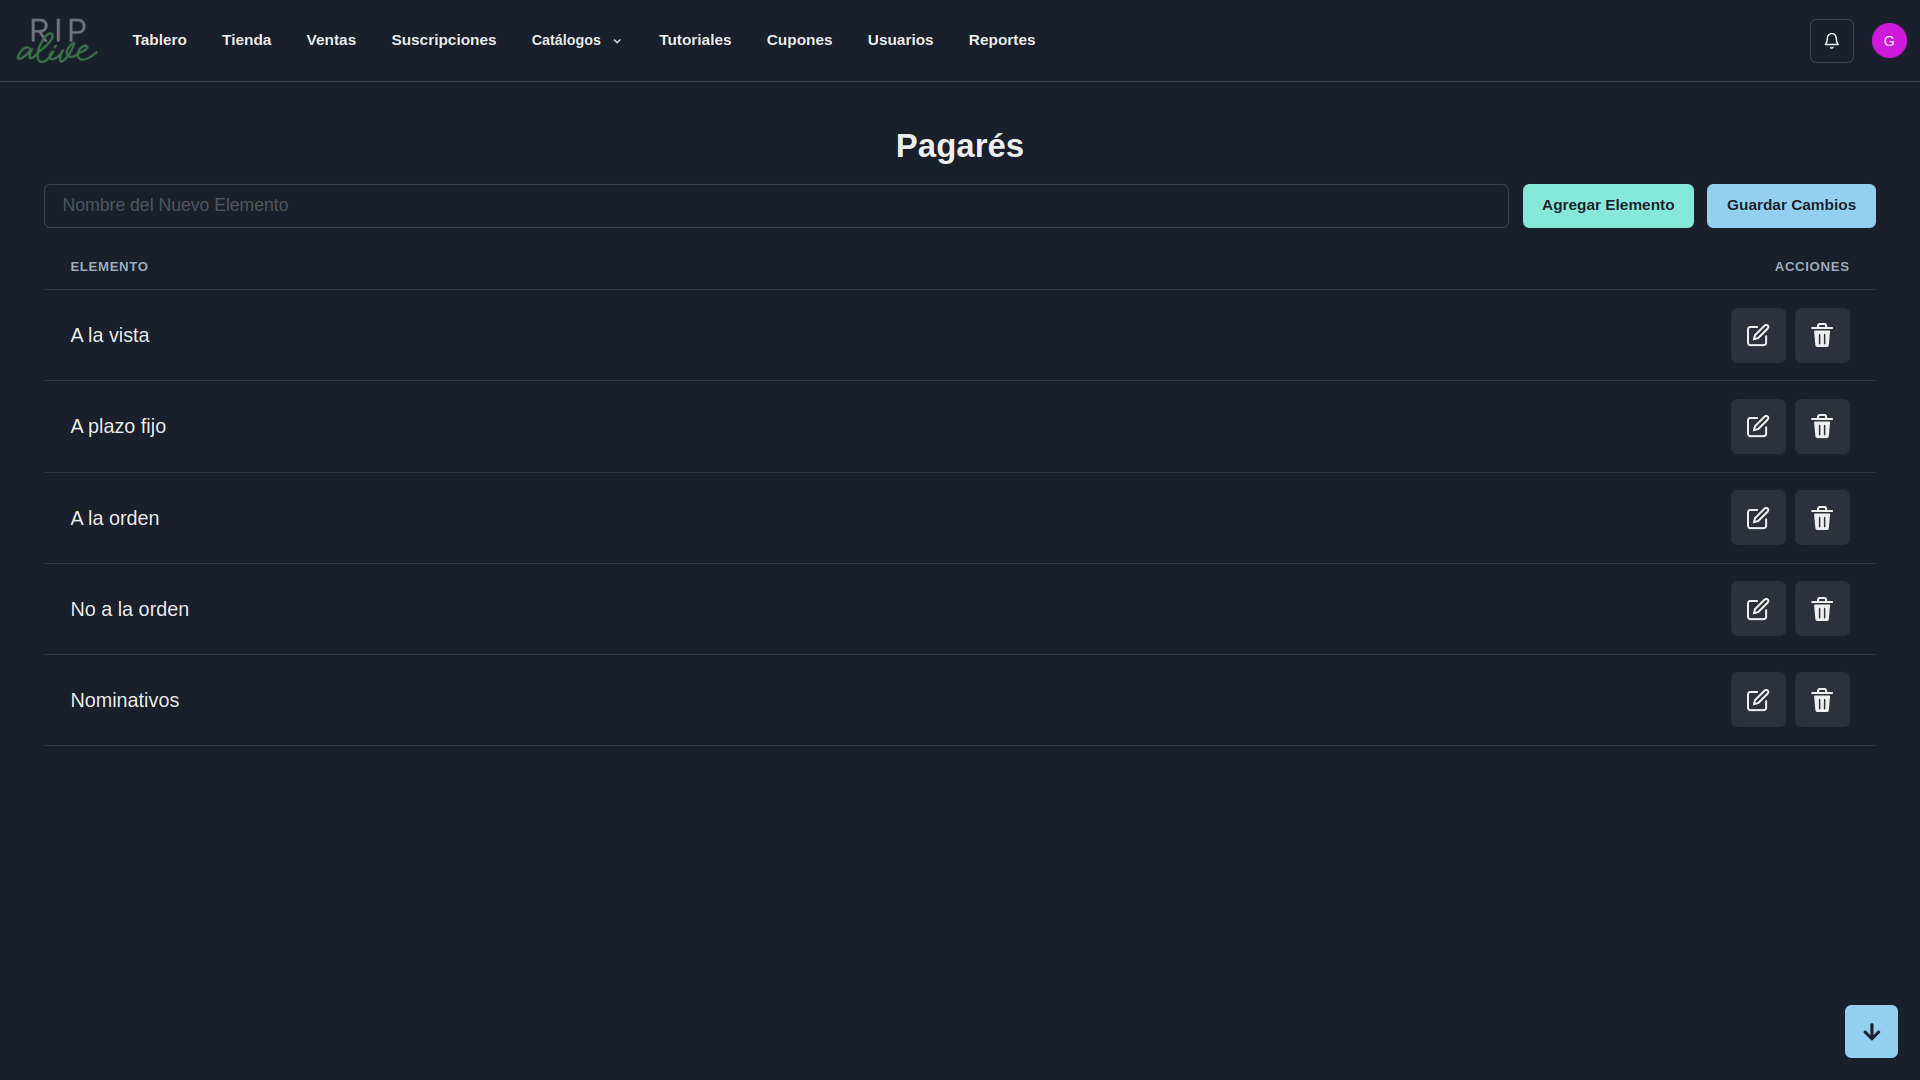 RIP
alive
Tablero
Tienda
Ventas
Suscripciones
Catálogos
Tutoriales
Cupones
Usuarios
Reportes
G
Pagarés
Nombre del Nuevo Elemento
Agregar Elemento
Guardar Cambios
ELEMENTO
ACCIONES
A la vista
A plazo fijo
A la orden
No a la orden
Nominativos